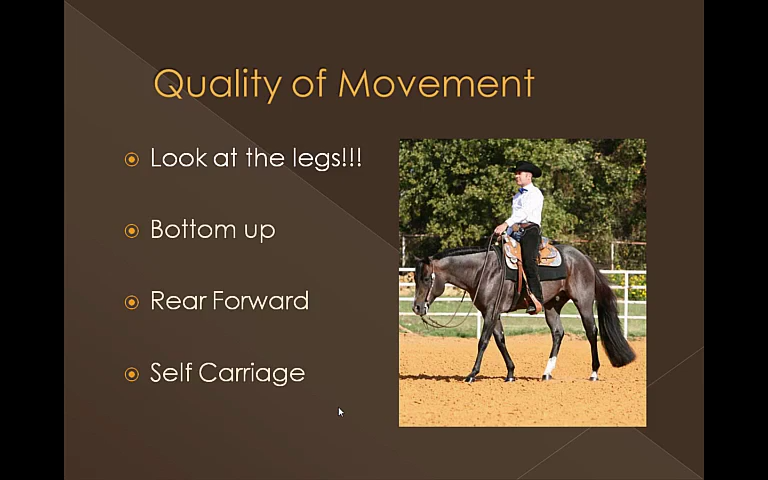 Quality of Movement
Look at the legs!!!
Bottom up
Rear Forward
Self Carriage